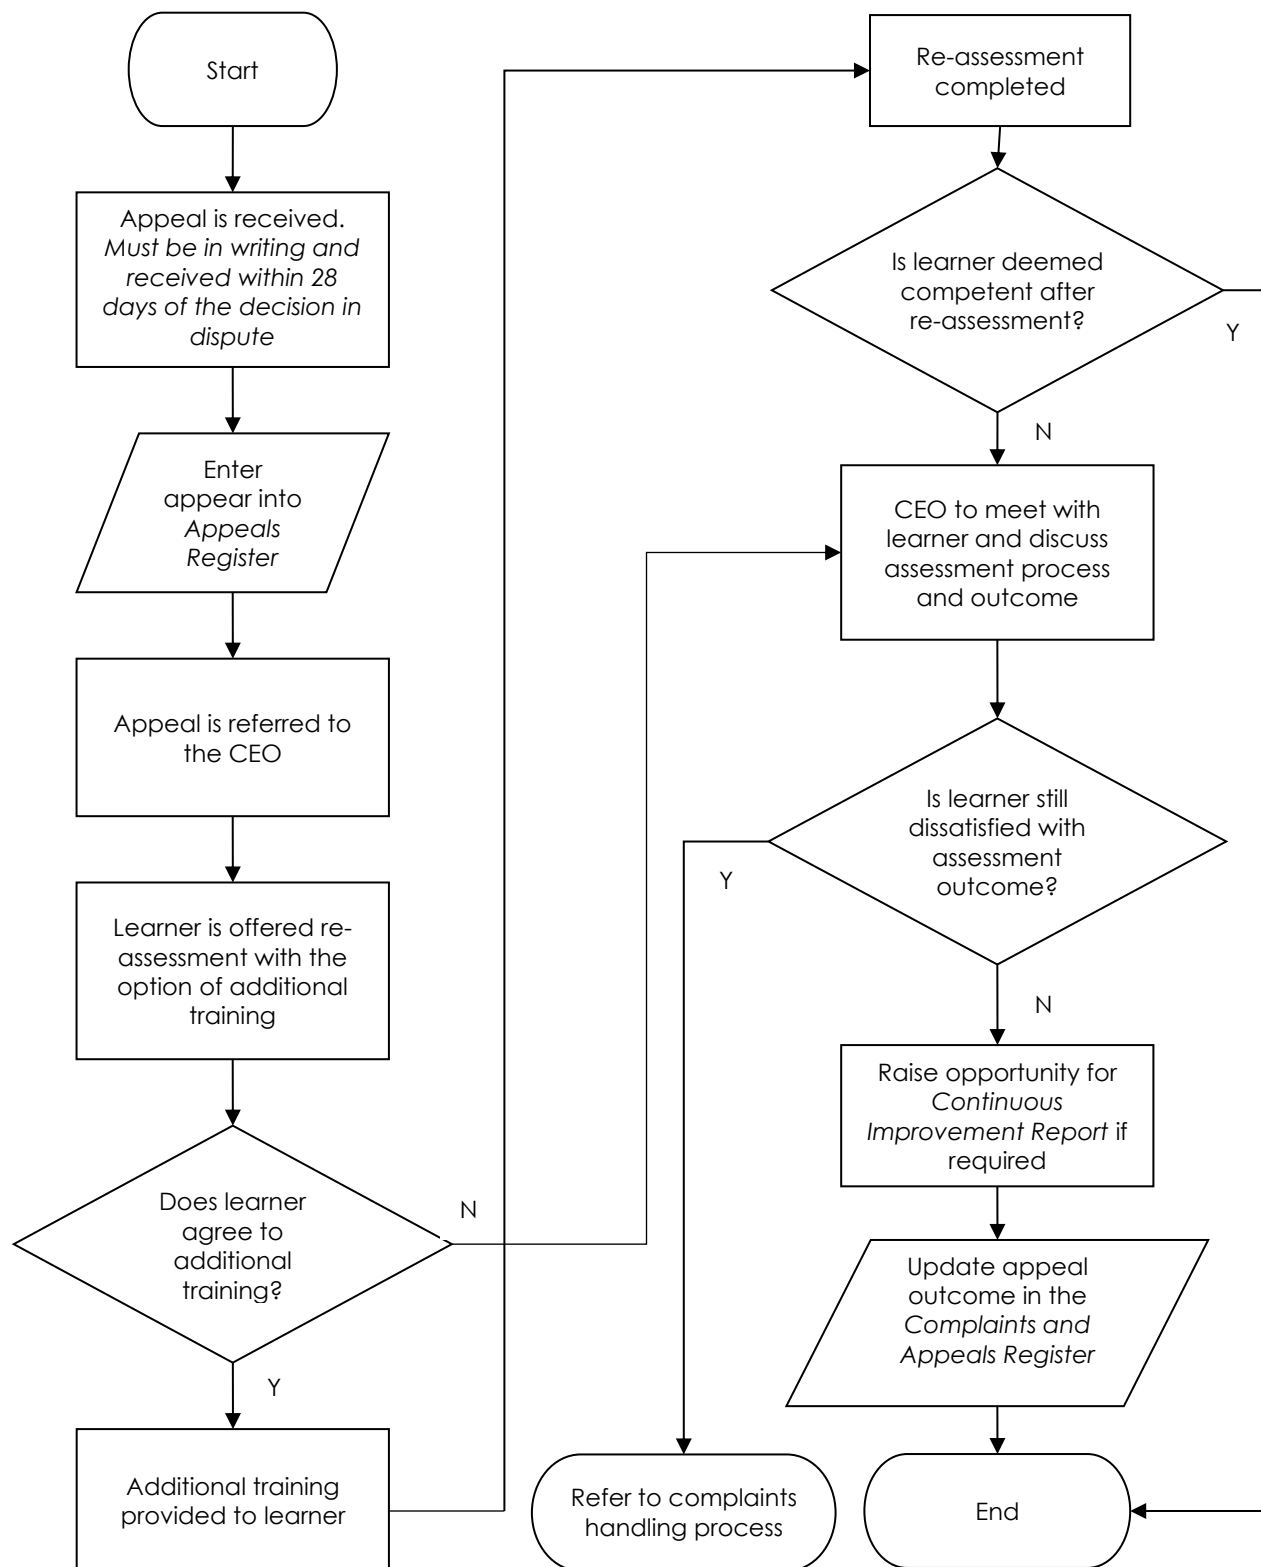 Start
Appeal is received.
Must be in writing and
received within 28
days of the decision in
dispute
Enter
appear into
Appeals
Register
Appeal is referred to
the CEO
Learner is offered re-
assessment with the
option of additional
training
Does learner
agree to
additional
training?
N
Y
Additional training
provided to learner
Re-assessment
completed
Is learner deemed
competent after
re-assessment?
Y
N
CEO to meet with
learner and discuss
assessment process
and outcome
Is learner still
dissatisfied with
assessment
outcome?
Y
N
Raise opportunity for
Continuous
Improvement Report if
required
Update appeal
outcome in the
Complaints and
Appeals Register
Refer to complaints
handling process
End